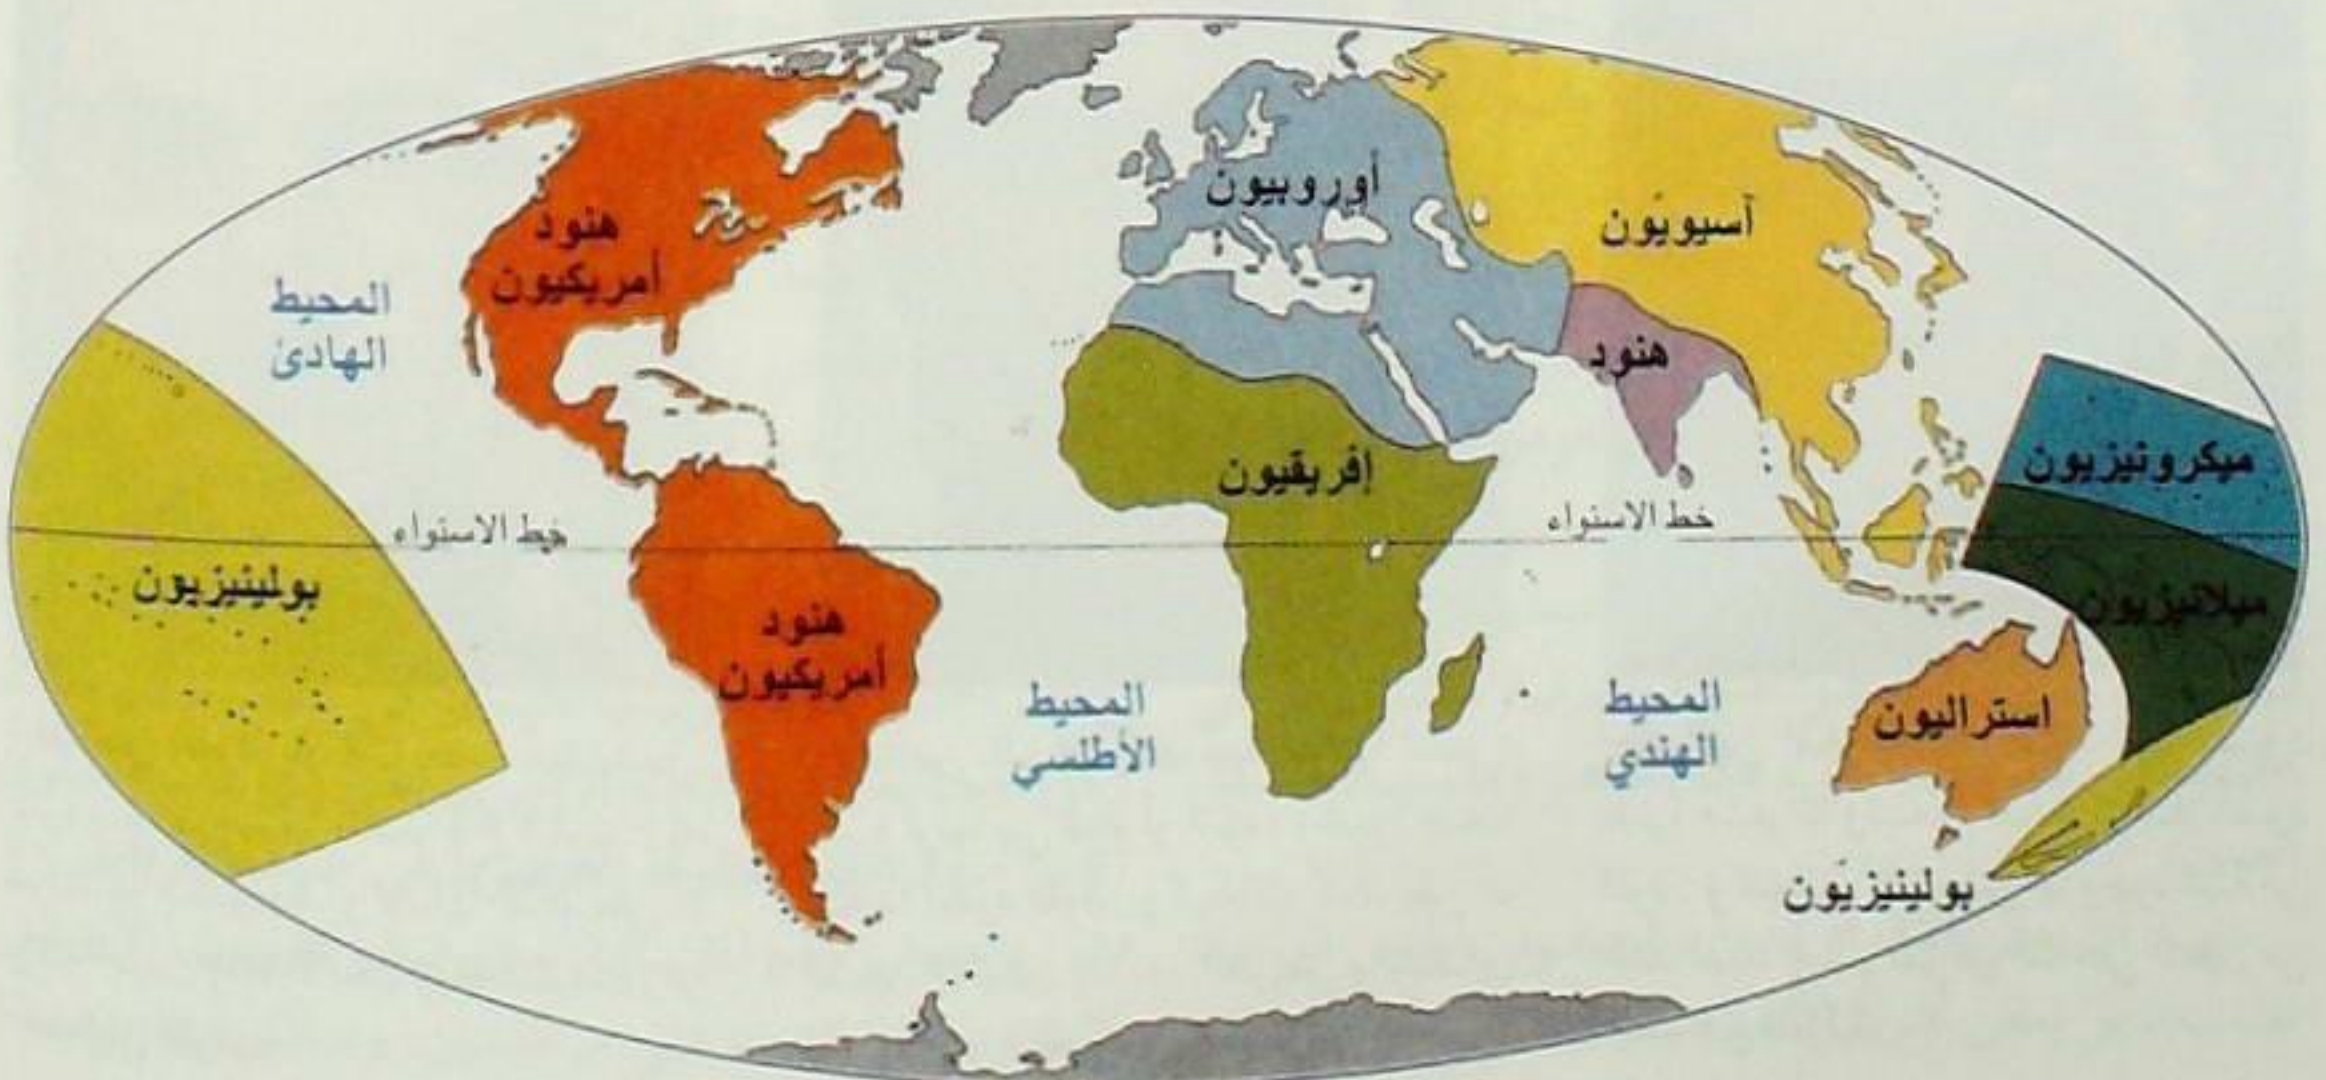 أوروبيون
آسيويون
هنود
أمريكيون
المحيط
الهادئ
هنود
ميكرونيزيون
إفريقيون
خط الاستواء
خط الاستواء
بولينيزيون
ميلانيزيون
هنود
أمريكيون
المحيط
الأطلسي
المحيط
الهندي
استراليون
بولينيزيون